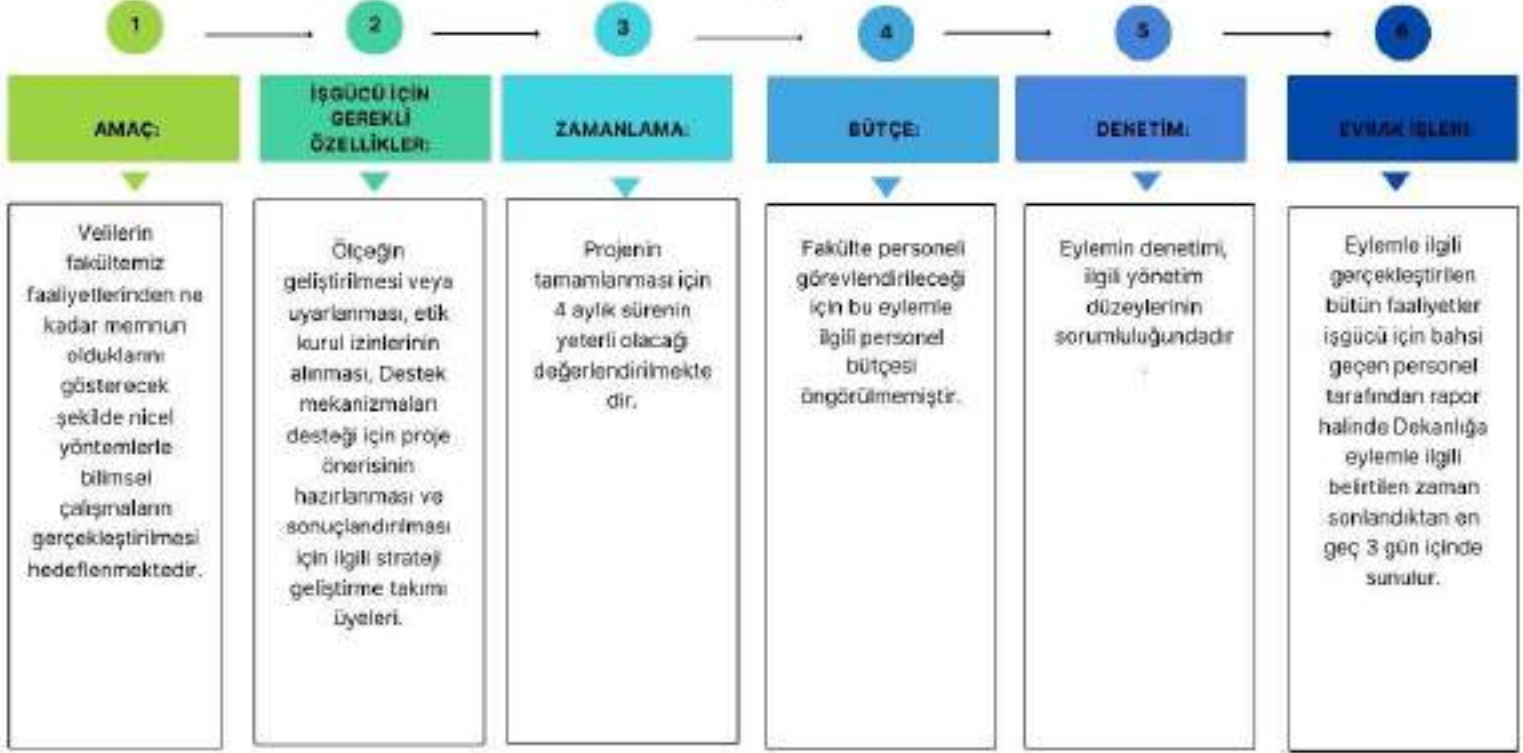 1
AMAÇ:
Velilerin
fakültemiz
faaliyetlerinden ne
kadar memnun
olduklarını
gösterecek
şekilde nicel
yöntemlerle
bilimsel
çalışmaların
gerçekleştirilmesi
hedeflenmektedir.
2
İŞGÜCÜ İÇİN
GEREKLİ
ÖZELLİKLER:
Ölçeğin
geliştirilmesi veya
uyarlanması, etik
kurul izinlerinin
alınması, Destek
mekanizmaları
desteği için proje
önerisinin
hazırlanması ve
sonuçlandırılması
için ilgili strateji
geliştirme takımı
üyeleri.
3
ZAMANLAMA:
Projenin
tamamlanması için
4 aylık sürenin
yeterli olacağı
değerlendirilmekte
dir.
4
BÜTÇE:
Fakülte personeli
görevlendirileceği
için bu eylemle
ilgili personel
bütçesi
öngörülmemiştir.
5
DENETİM:
Eylemin denetimi,
ilgili yönetim
düzeylerinin
sorumluluğundadır
.
6
EVRAK İŞLERİ:
Eylemle ilgili
gerçekleştirilen
bütün faaliyetler
işgücü için bahsi
geçen personel
tarafından rapor
halinde Dekanlığa
eylemle ilgili
belirtilen zaman
sonlandıktan en
geç 3 gün içinde
sunulur.